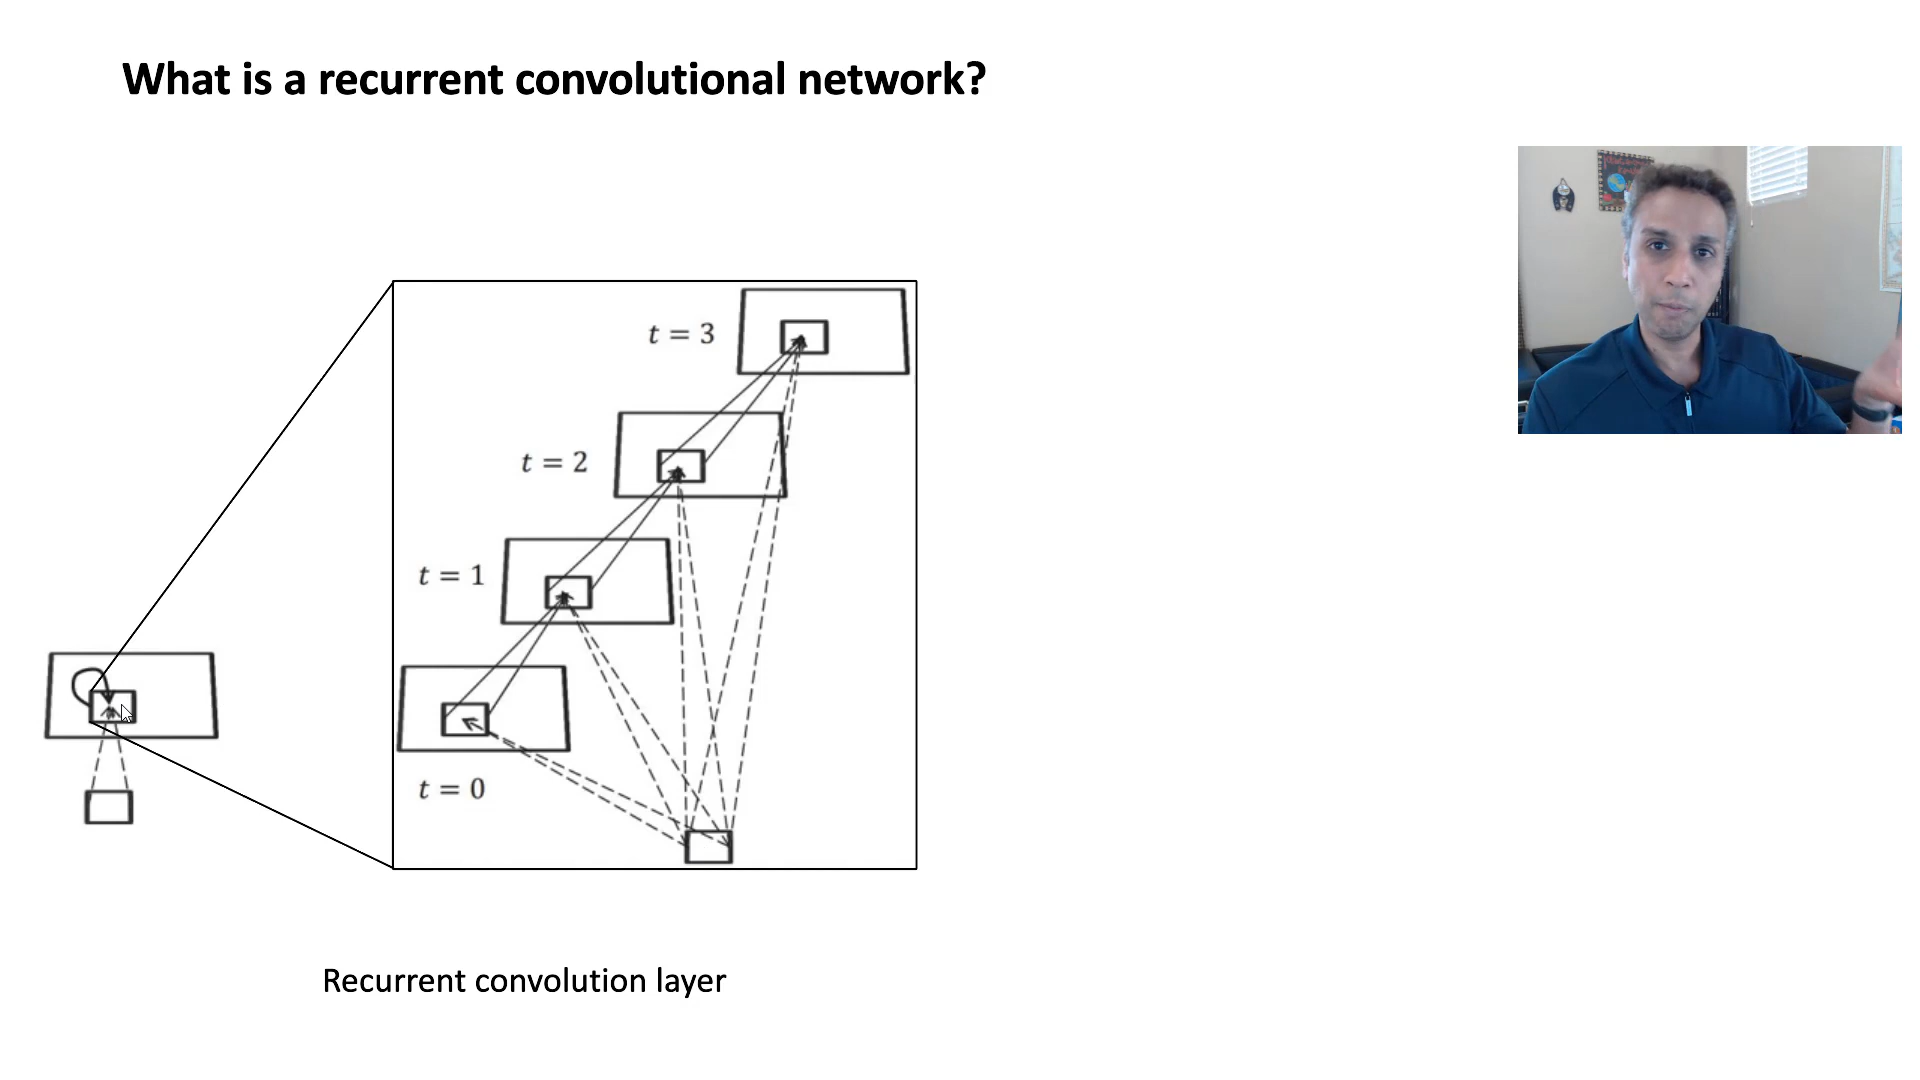 What is a recurrent convolutional network?
t = 3
t = 2
t = 1
t = 0
Recurrent convolution layer